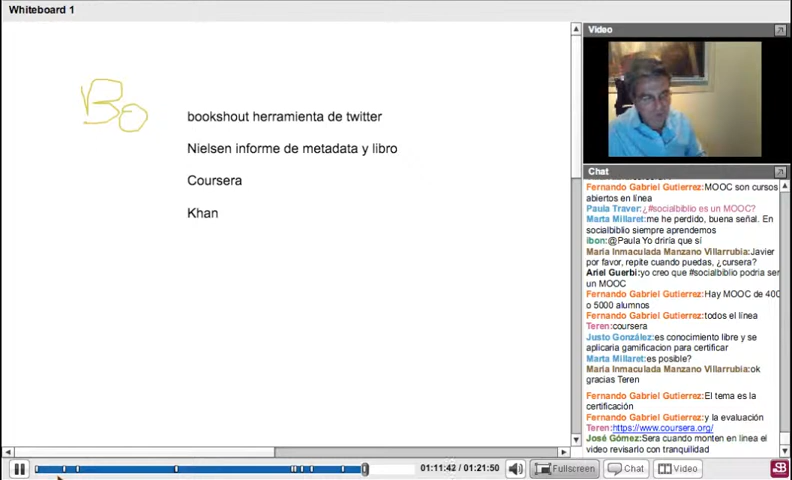 Whiteboard 1
Bo
bookshout herramienta de twitter
Nielsen informe de metadata y libro
Coursera
Khan
Video
Chat
Fernando Gabriel Gutierrez:MOOC son cursos
abiertos en línea
Paula Traver:¿#socialbiblio es un MOOC?
Marta Millaret:me he perdido, buena señal. En
socialbiblio siempre aprendemos
ibon:@Paula Yo driría que sí
Maria Inmaculada Manzano Villarrubia:Javier
por favor, repite cuando puedas, ¿cursera?
Ariel Guerbi:yo creo que #socialbiblio podria ser
un MOOC
Fernando Gabriel Gutierrez:Hay MOOC de 400
o 5000 alumnos
Fernando Gabriel Gutierrez:todos el línea
Teren:coursera
Justo González:es conocimiento libre y se
aplicaria gamificacion para certificar
Marta Millaret:es posible?
Maria Inmaculada Manzano Villarrubia:ok
gracias Teren
Fernando Gabriel Gutierrez:El tema es la
certificación
Fernando Gabriel Gutierrez:y la evaluación
Teren:https://www.coursera.org/
José Gómez:Sera cuando monten en línea el
video revisarlo con tranquilidad
01:11:42 / 01:21:50
Fullscreen
Chat
Video
SB